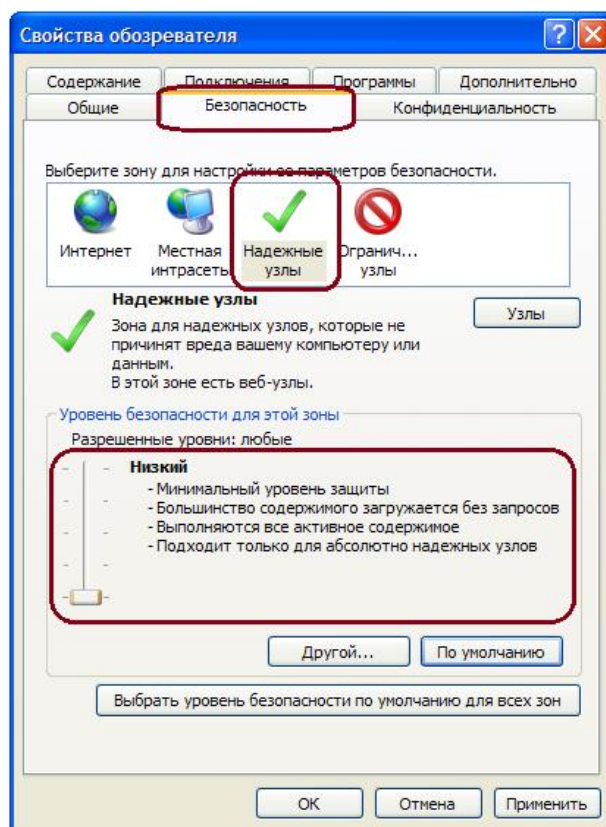 Свойства обозревателя
Содержание Подключения Программы Дополнительно
Общие Безопасность Конфиденциальность
Выберите зону для настройки ее параметров безопасности.
Интернет Местная интрасеть Надежные узлы Огранич... узлы
Надежные узлы
Узлы
Зона для надежных узлов, которые не
причинят вреда вашему компьютеру или
данным.
В этой зоне есть веб-узлы.
Уровень безопасности для этой зоны
Разрешенные уровни: любые
Низкий
- Минимальный уровень защиты
- Большинство содержимого загружается без запросов
- Выполняются все активное содержимое
- Подходит только для абсолютно надежных узлов
Другой... По умолчанию
Выбрать уровень безопасности по умолчанию для всех зон
ОК Отмена Применить